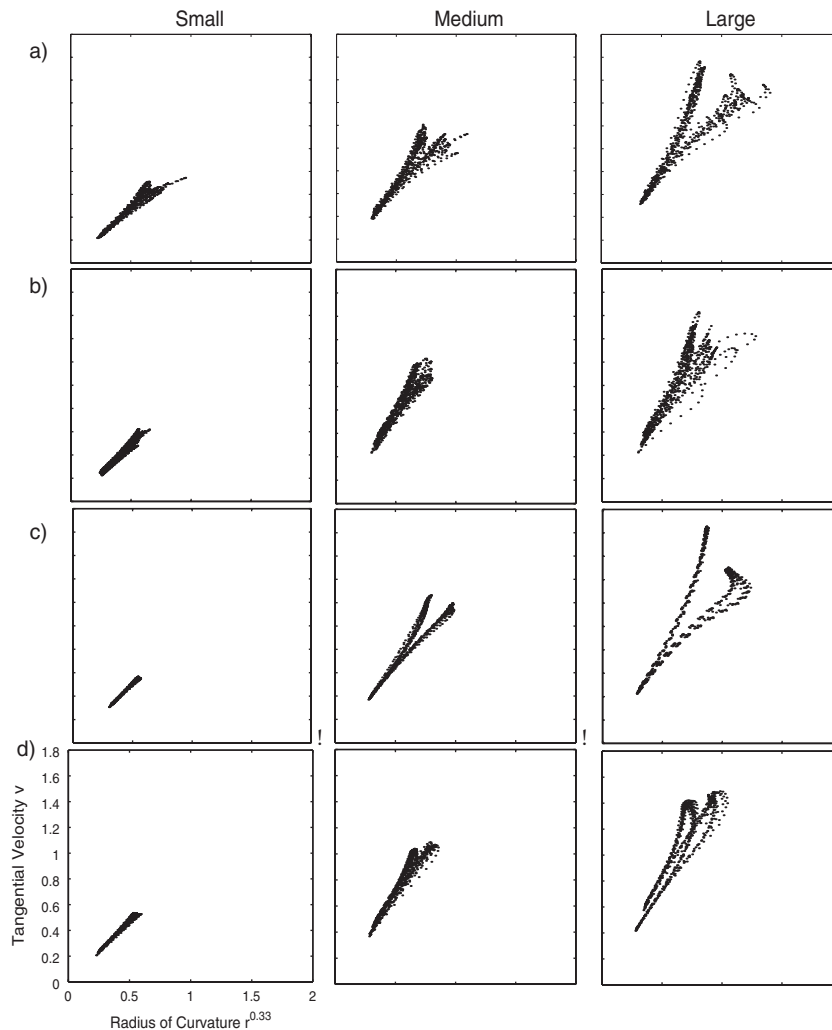 Small Medium Large
a)
b)
c)
! !
d)
1.8
1.6
1.4
1.2
1
0.8
0.6
0.4
0.2
0
Tangential Velocity v
0 0.5 1 1.5 2
Radius of Curvature r^0.33